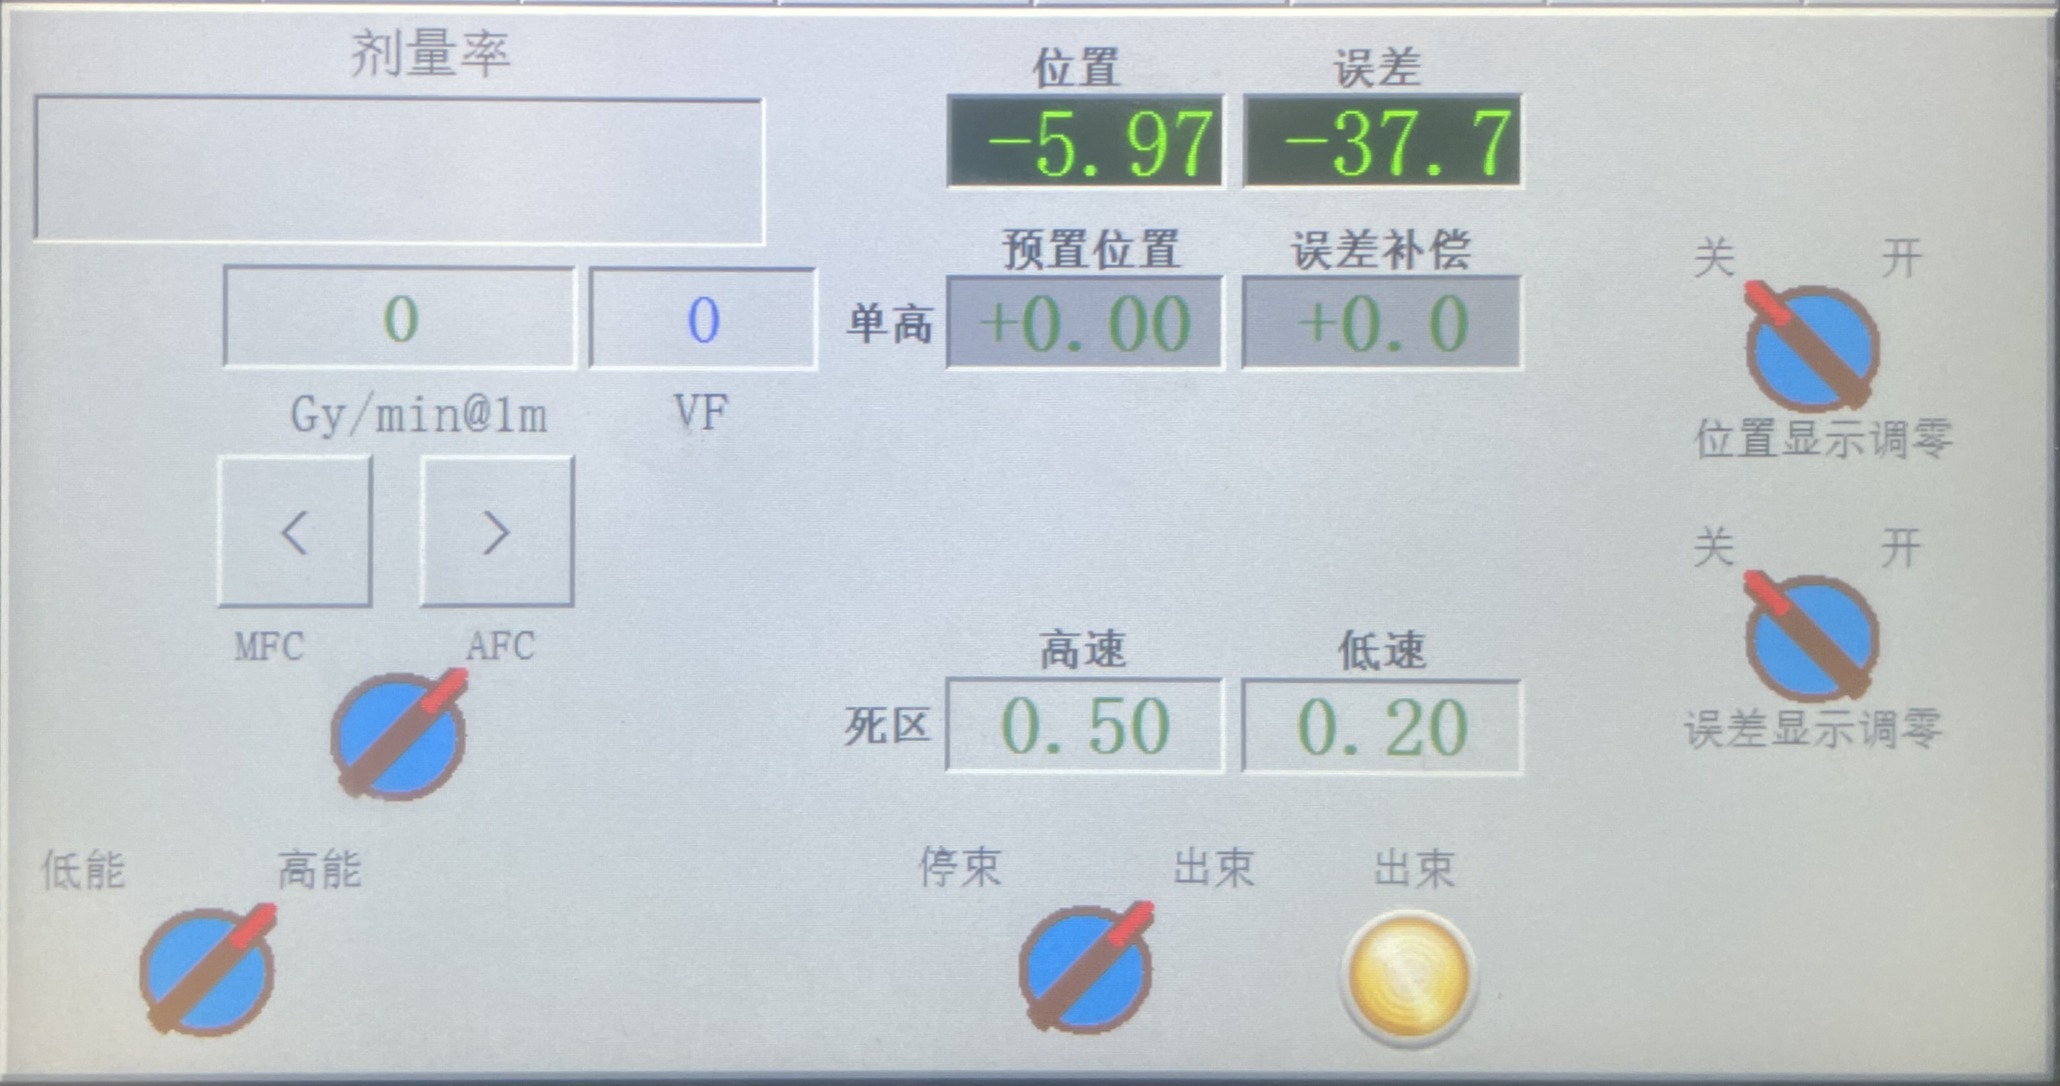 剂量率
位置 误差
-5.97 -37.7
预置位置 误差补偿
关 开
0 0 单高 +0.00 +0.0
Gy/min@1m VF
位置显示调零
< >
关 开
MFC AFC
高速 低速
死区 0.50 0.20
误差显示调零
低能 高能
停束 出束 出束